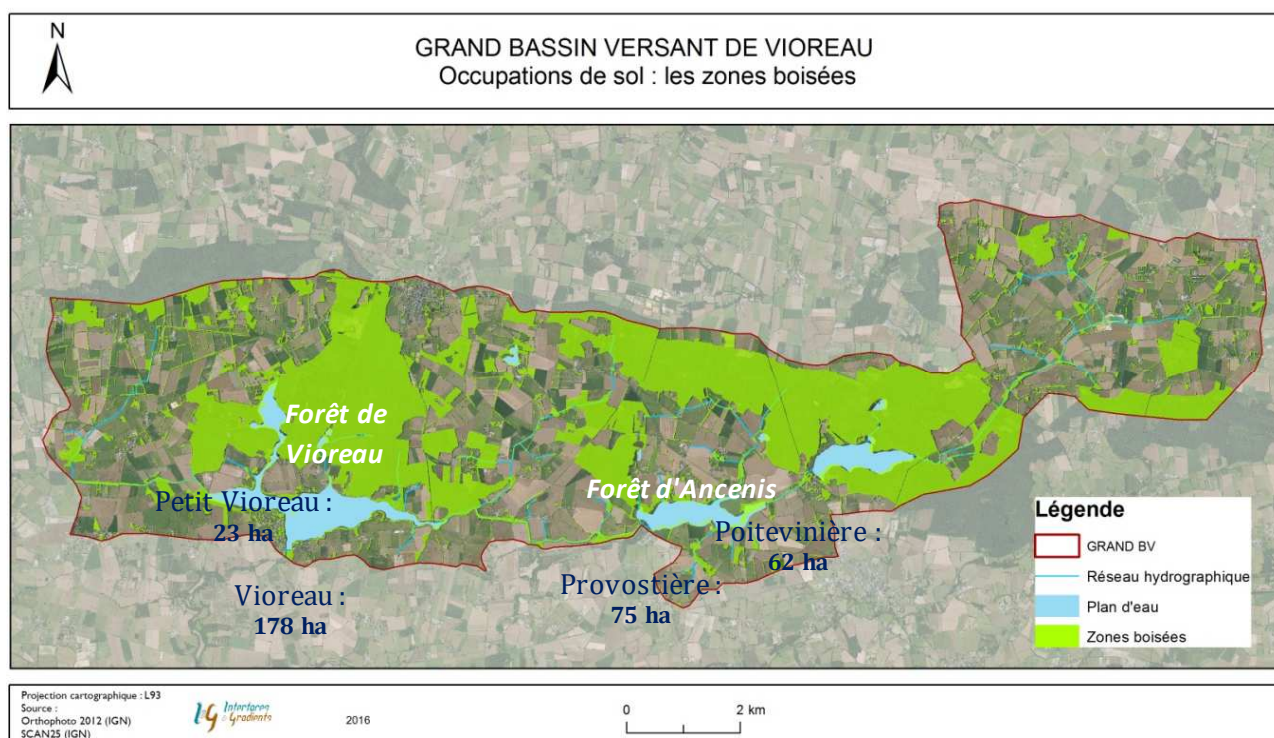 N
GRAND BASSIN VERSANT DE VIOREAU
Occupations de sol : les zones boisées
Forêt de
Vioreau
Forêt d'Ancenis
Petit Vioreau :
23 ha
Poitevinière :
62 ha
Provostière :
75 ha
Vioreau :
178 ha
Légende
GRAND BV
Réseau hydrographique
Plan d'eau
Zones boisées
Projection cartographique : L93
Source :
Orthophoto 2012 (IGN)
SCAN25 (IGN)
I&G Interfaces & Gradients
2016
0 2 km